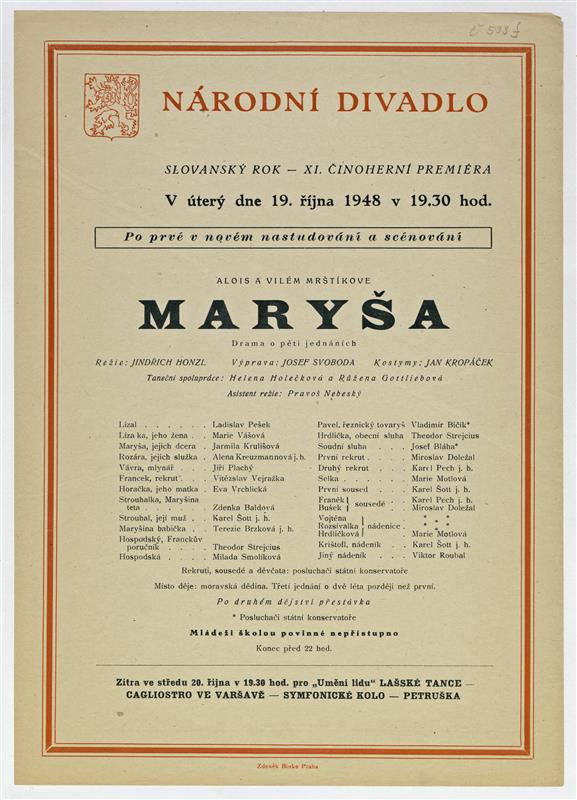 č 599 f
NÁRODNÍ DIVADLO
SLOVANSKÝ ROK — XI. ČINOHERNÍ PREMIÉRA
V úterý dne 19. října 1948 v 19.30 hod.
Po prvé v novém nastudování a scénování
ALOIS A VILÉM MRŠTÍKOVE
MARYŠA
Drama o pěti jednáních
Režie: JINDŘICH HONZL Výprava: JOSEF SVOBODA Kostymy: JAN KROPÁČEK
Taneční spolupráce: Helena Holečková a Růžena Gottliebová
Asistent režie: Pravoš Nebeský
Lízal . . . . . . Ladislav Pešek
Lízalka, jeho žena . . Marie Vášová
Maryša, jejich dcera . Jarmila Krulišová
Rozára, jejich služka . Alena Kreuzmannová j. h.
Vávra, mlynář . . . Jiří Plachý
Francek, rekrut . . . Vítězslav Vejražka
Horačka, jeho matka . Eva Vrchlická
Strouhalka, Maryšina
teta . . . . . Zdenka Baldová
Strouhal, její muž . . Karel Šott j. h.
Maryšina babička . . Terezie Brzková j. h.
Hospodský, Franckův
poručník . . . . Theodor Strejcius
Hospodská . . . . Milada Smolíková
Pavel, řeznický tovaryš Vladimír Bičík*
Hrdlička, obecní sluha Theodor Strejcius
Soudní sluha . . . Josef Bláha*
První rekrut . . . . Miroslav Doležal
Druhý rekrut . . . Karel Pech j. h.
Selka . . . . . Marie Motlová
První soused . . . Karel Šott j. h.
Franěk } sousedé . . Karel Pech j. h.
Bušek Miroslav Doležal
Vojtěna * * *
Rozsívalka } nádenice . * * *
Hrdličková Marie Motlová
Krištofl, nádeník . . Karel Šott j. h.
Jiný nádeník . . . Viktor Roubal
Rekruti, sousedé a děvčata: posluchači státní konservatoře
Místo děje: moravská dědina. Třetí jednání o dvě léta později než první.
Po druhém dějství přestávka
* Posluchači státní konservatoře
Mládeži školou povinné nepřístupno
Konec před 22 hod.
Zítra ve středu 20. října v 19.30 hod. pro „Umění lidu“ LAŠSKÉ TANCE —
CAGLIOSTRO VE VARŠAVĚ — SYMFONICKÉ KOLO — PETRUŠKA
Zdeněk Bísko Praha